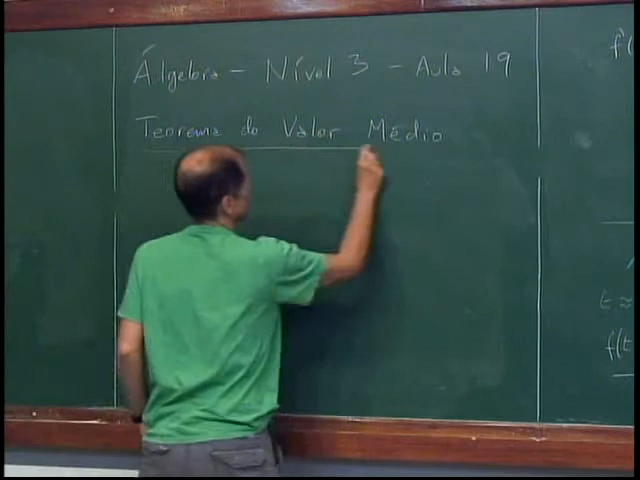 Álgebra - Nível 3 - Aula 19
Teorema do Valor Médio
t ≈
f(t